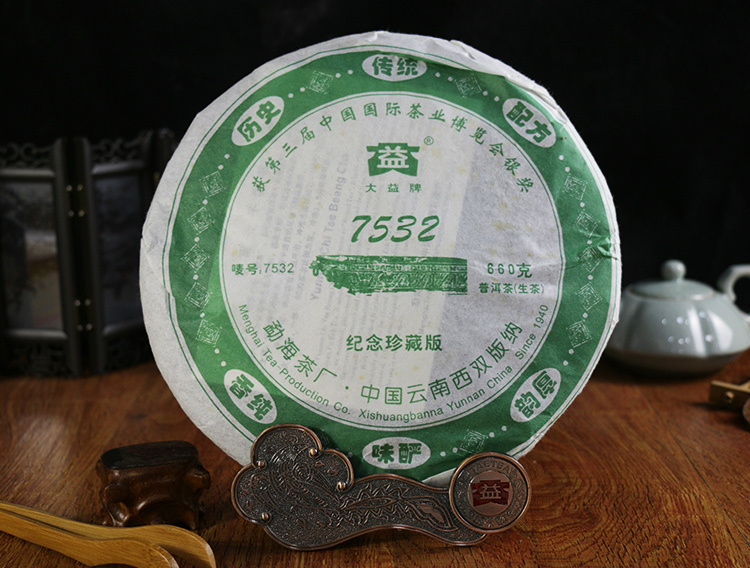 传统
配方
韵厚
味酽
香纯
历史
获第三届中国国际茶业博览会银奖
益®
大益牌
7532
唛号:7532
660克
普洱茶(生茶)
纪念珍藏版
勐海茶厂·中国云南西双版纳
Menghai Tea Production Co. Xishuangbanna Yunnan China Since 1940
益